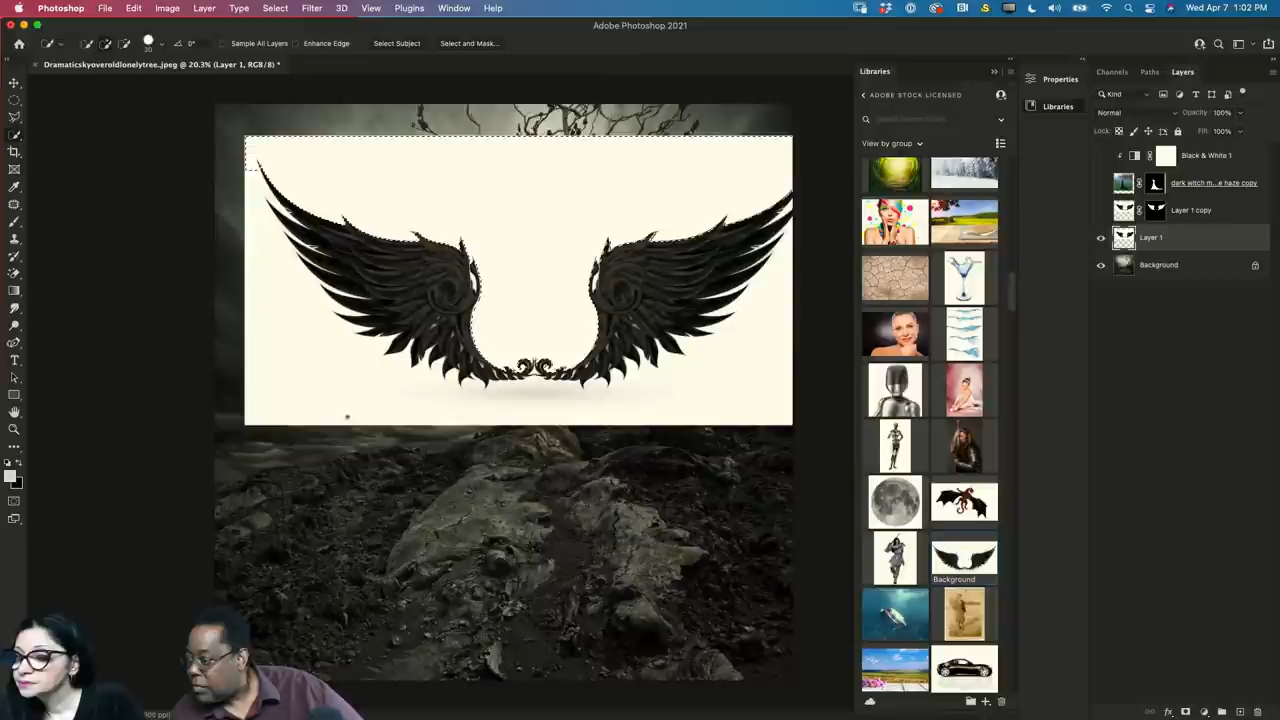 Photoshop File Edit Image Layer Type Select Filter 3D View Plugins Window Help Wed Apr 7 1:02 PM
Adobe Photoshop 2021
30 0° Sample All Layers Enhance Edge Select Subject Select and Mask...
× Dramaticskyoveroidlonelytree..jpeg @ 20.3% (Layer 1, RGB/8) *
Libraries
ADOBE STOCK LICENSED
View by group
Background
Properties
Libraries
Channels Paths Layers
Kind
Normal Opacity: 100%
Lock: Fill: 100%
Black & White 1
dark witch m...e haze copy
Layer 1 copy
Layer 1
Background